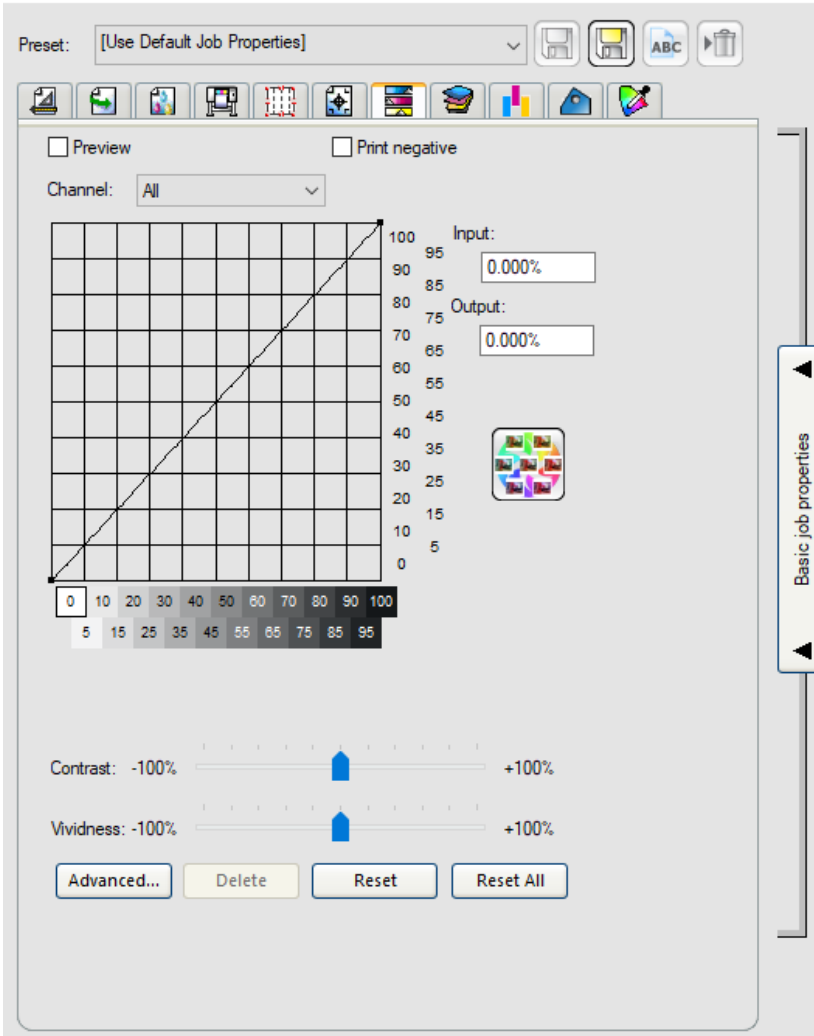 Preset: [Use Default Job Properties]
ABC
Preview Print negative
Channel: All
100
95
90
85
80
75
70
65
60
55
50
45
40
35
30
25
20
15
10
5
0
Input:
0.000%
Output:
0.000%
0 10 20 30 40 50 60 70 80 90 100
5 15 25 35 45 55 65 75 85 95
Contrast: -100% +100%
Vividness: -100% +100%
Advanced... Delete Reset Reset All
Basic job properties